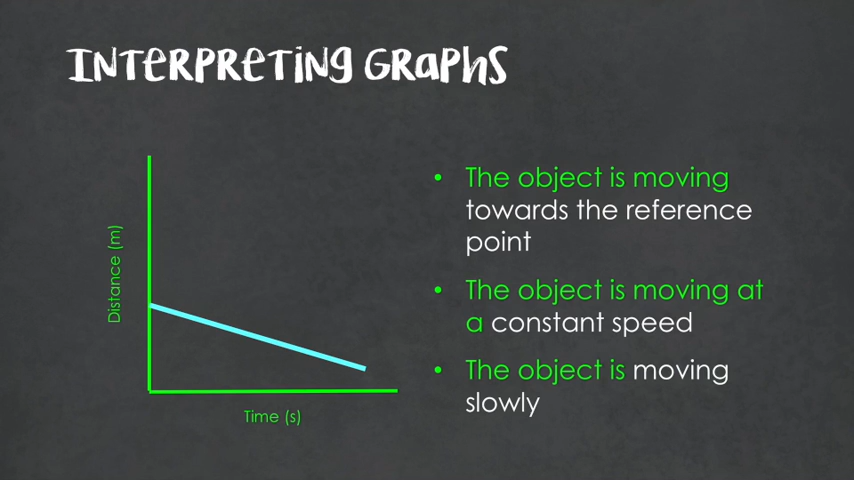 INTERPRETING GRAPHS
Distance (m)
Time (s)
• The object is moving
towards the reference
point
• The object is moving at
a constant speed
• The object is moving
slowly